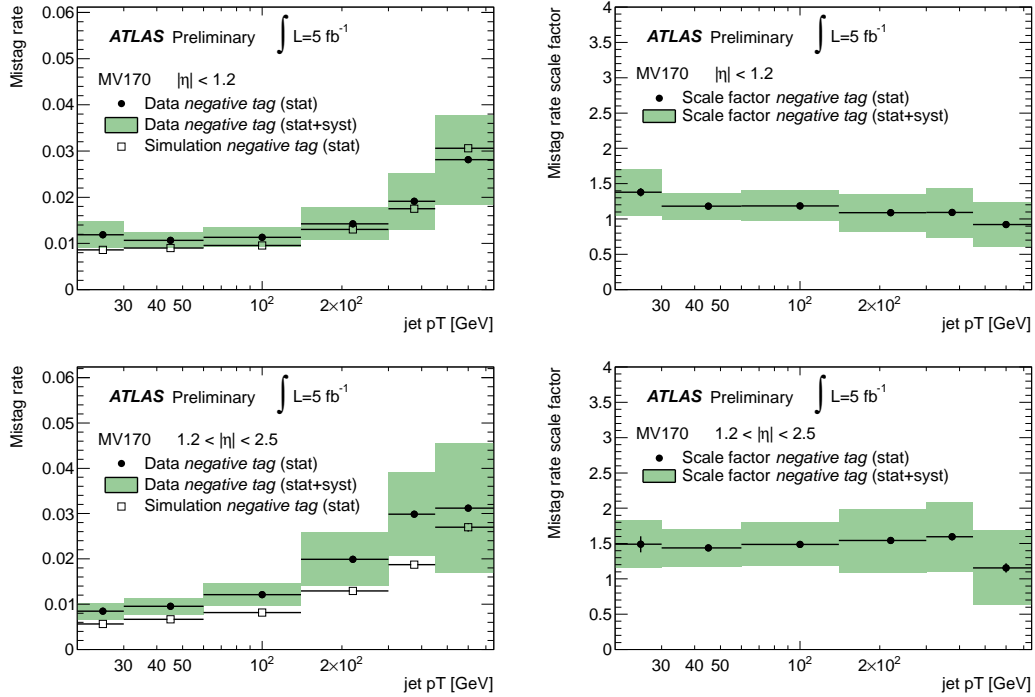 Mistag rate
0.06
0.05
0.04
0.03
0.02
0.01
0
ATLAS Preliminary ∫ L=5 fb⁻¹
MV170 |η| < 1.2
Data negative tag (stat)
Data negative tag (stat+syst)
Simulation negative tag (stat)
30 40 50 10² 2×10²
jet pT [GeV]
Mistag rate scale factor
4
3.5
3
2.5
2
1.5
1
0.5
0
ATLAS Preliminary ∫ L=5 fb⁻¹
MV170 |η| < 1.2
Scale factor negative tag (stat)
Scale factor negative tag (stat+syst)
30 40 50 10² 2×10²
jet pT [GeV]
Mistag rate
0.06
0.05
0.04
0.03
0.02
0.01
0
ATLAS Preliminary ∫ L=5 fb⁻¹
MV170 1.2 < |η| < 2.5
Data negative tag (stat)
Data negative tag (stat+syst)
Simulation negative tag (stat)
30 40 50 10² 2×10²
jet pT [GeV]
Mistag rate scale factor
4
3.5
3
2.5
2
1.5
1
0.5
0
ATLAS Preliminary ∫ L=5 fb⁻¹
MV170 1.2 < |η| < 2.5
Scale factor negative tag (stat)
Scale factor negative tag (stat+syst)
30 40 50 10² 2×10²
jet pT [GeV]